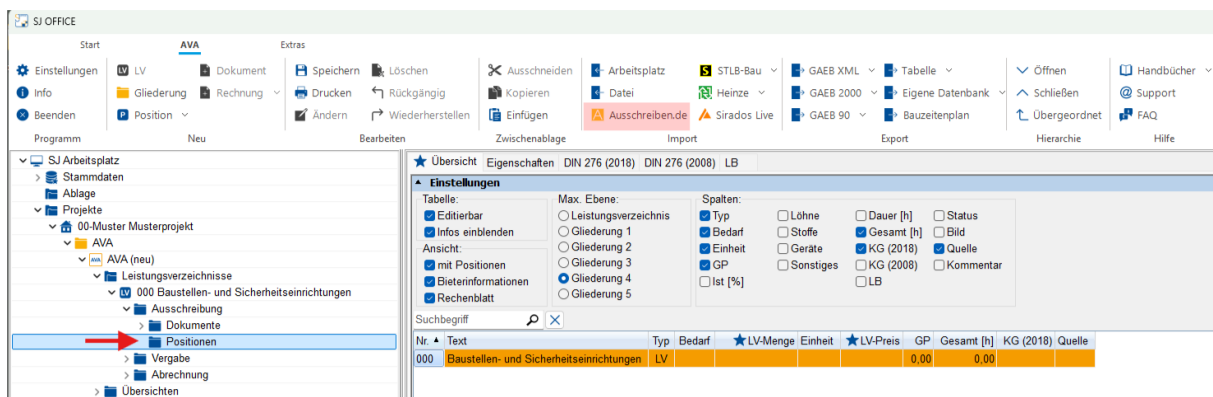 SJ OFFICE
Start AVA Extras
Einstellungen LV Dokument Speichern Löschen Ausschneiden Arbeitsplatz STLB-Bau GAEB XML Tabelle Öffnen Handbücher
Info Gliederung Rechnung Drucken Rückgängig Kopieren Datei Heinze GAEB 2000 Eigene Datenbank Schließen Support
Beenden Position Ändern Wiederherstellen Einfügen Ausschreiben.de Sirados Live GAEB 90 Bauzeitenplan Übergeordnet FAQ
Programm Neu Bearbeiten Zwischenablage Import Export Hierarchie Hilfe
SJ Arbeitsplatz
Stammdaten
Ablage
Projekte
00-Muster Musterprojekt
AVA
AVA (neu)
Leistungsverzeichnisse
000 Baustellen- und Sicherheitseinrichtungen
Ausschreibung
Dokumente
Positionen
Vergabe
Abrechnung
Übersichten
Übersicht Eigenschaften DIN 276 (2018) DIN 276 (2008) LB
Einstellungen
Tabelle: Max. Ebene: Spalten:
Editierbar Leistungsverzeichnis Typ Löhne Dauer [h] Status
Infos einblenden Gliederung 1 Bedarf Stoffe Gesamt [h] Bild
Ansicht: Gliederung 2 Einheit Geräte KG (2018) Quelle
mit Positionen Gliederung 3 GP Sonstiges KG (2008) Kommentar
Bieterinformationen Gliederung 4 Ist [%] LB
Rechenblatt Gliederung 5
Suchbegriff
Nr. Text Typ Bedarf LV-Menge Einheit LV-Preis GP Gesamt [h] KG (2018) Quelle
000 Baustellen- und Sicherheitseinrichtungen LV 0,00 0,00